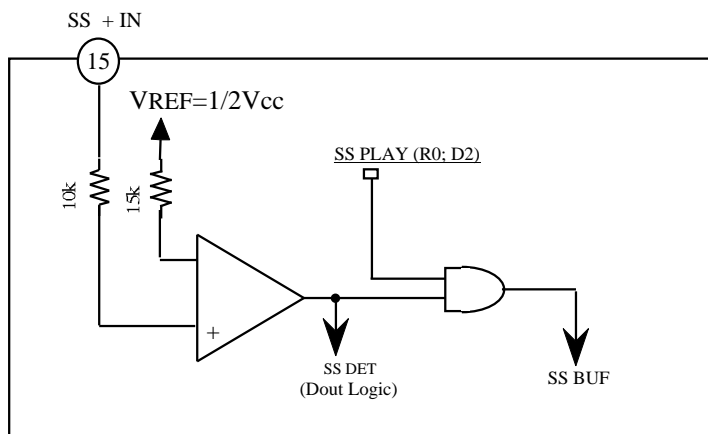 SS + IN
15
VREF=1/2Vcc
SS PLAY (R0; D2)
10k
15k
+
SS DET
(Dout Logic)
SS BUF